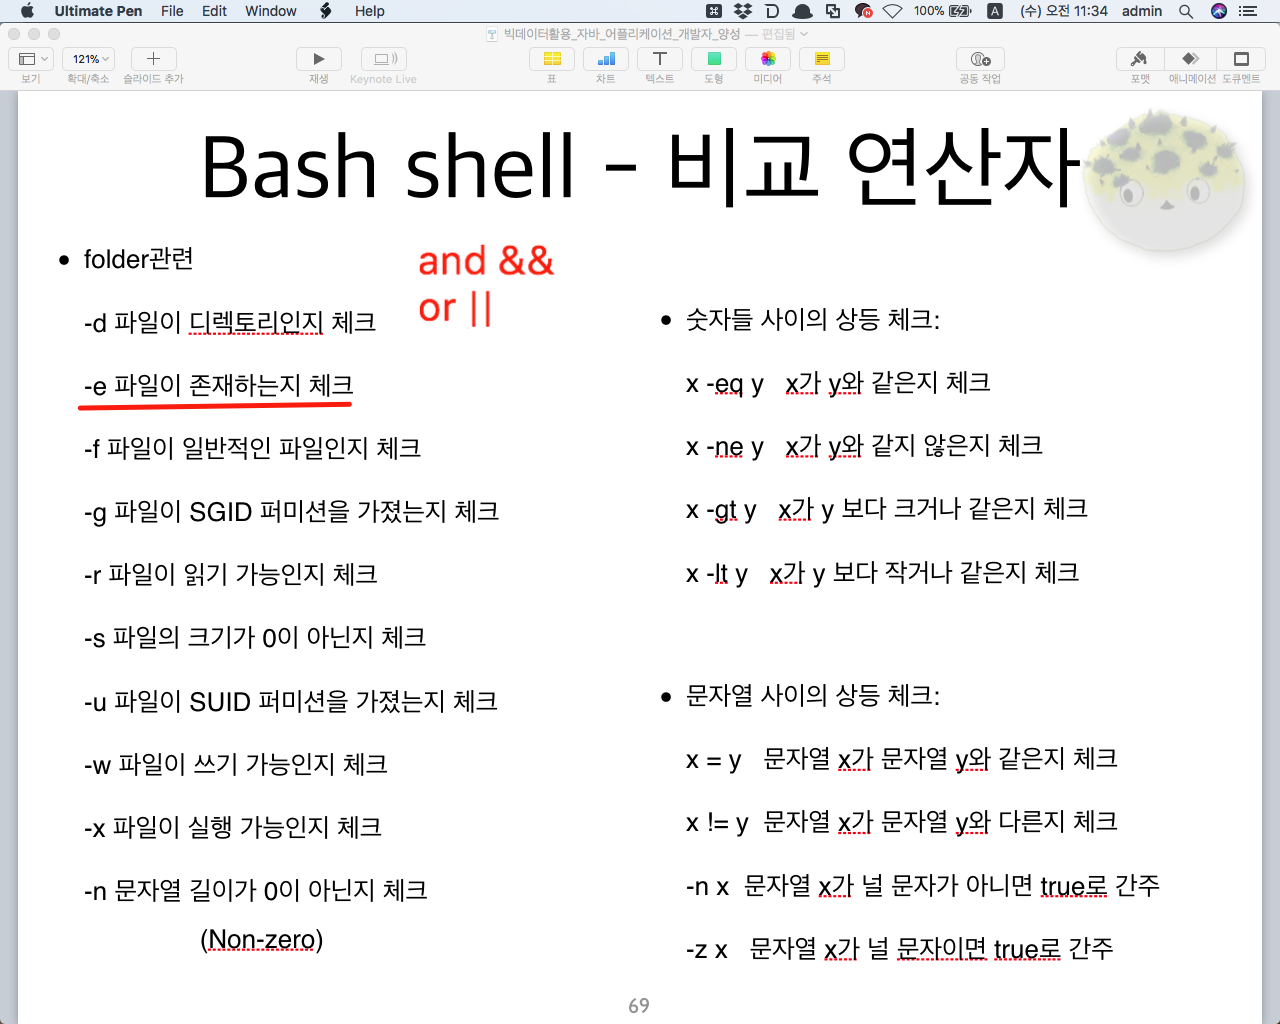 Ultimate Pen File Edit Window Help 100% A (수) 오전 11:34 admin
빅데이터활용_자바_어플리케이션_개발자_양성 — 편집됨
121%
보기 확대/축소 슬라이드 추가 재생 Keynote Live 표 차트 텍스트 도형 미디어 주석 공동 작업 포맷 애니메이션 도큐멘트
Bash shell - 비교 연산자
• folder관련
and &&
or ||
-d 파일이 디렉토리인지 체크
-e 파일이 존재하는지 체크
-f 파일이 일반적인 파일인지 체크
-g 파일이 SGID 퍼미션을 가졌는지 체크
-r 파일이 읽기 가능인지 체크
-s 파일의 크기가 0이 아닌지 체크
-u 파일이 SUID 퍼미션을 가졌는지 체크
-w 파일이 쓰기 가능인지 체크
-x 파일이 실행 가능인지 체크
-n 문자열 길이가 0이 아닌지 체크
(Non-zero)
• 숫자들 사이의 상등 체크:
x -eq y x가 y와 같은지 체크
x -ne y x가 y와 같지 않은지 체크
x -gt y x가 y 보다 크거나 같은지 체크
x -lt y x가 y 보다 작거나 같은지 체크
• 문자열 사이의 상등 체크:
x = y 문자열 x가 문자열 y와 같은지 체크
x != y 문자열 x가 문자열 y와 다른지 체크
-n x 문자열 x가 널 문자가 아니면 true로 간주
-z x 문자열 x가 널 문자이면 true로 간주
69